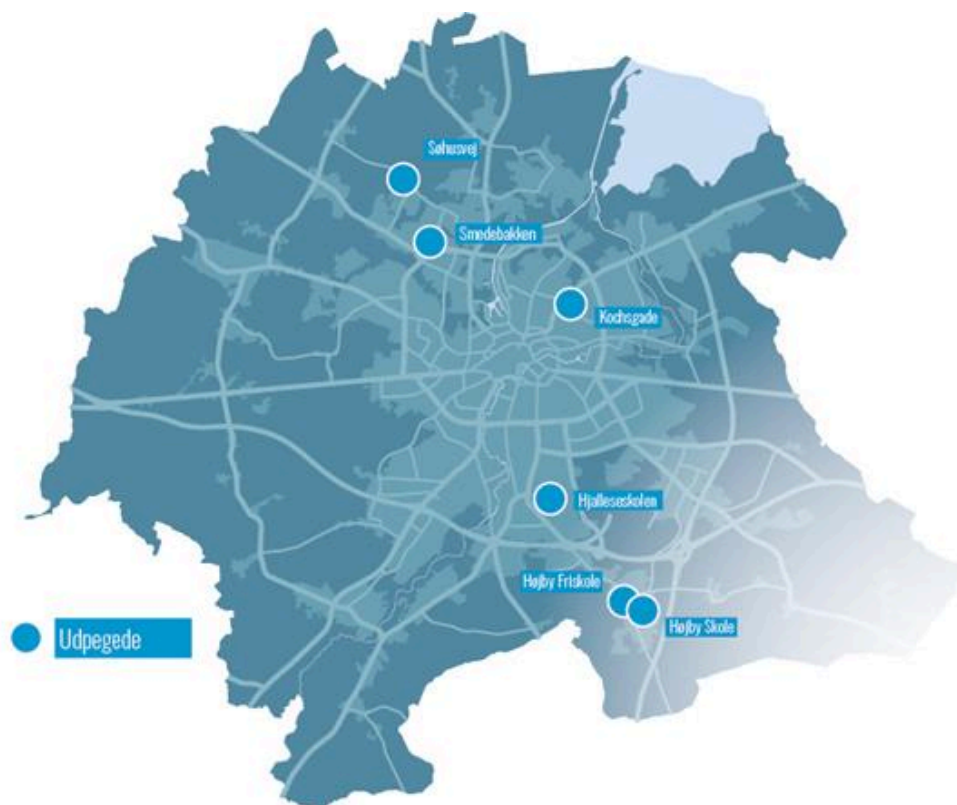 Søhusvej
Smedebakken
Kochsgade
Hjalleseskolen
Højby Friskole
Højby Skole
Udpegede